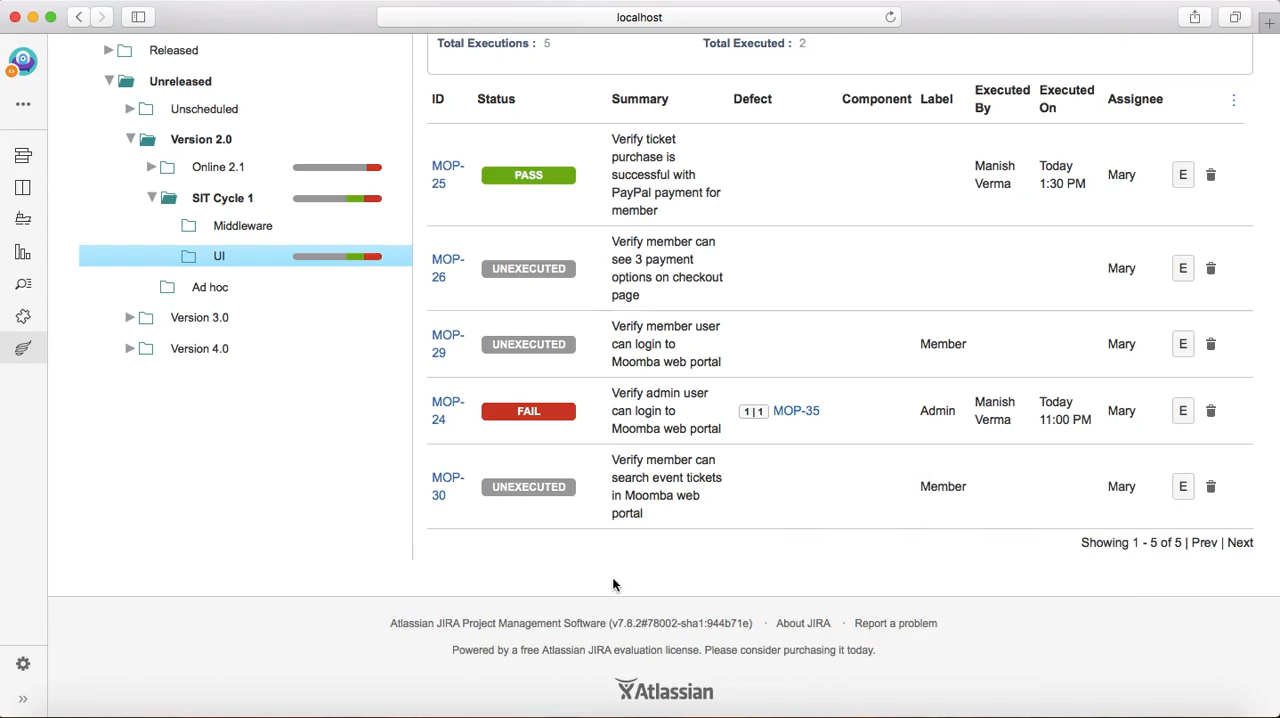 localhost
Released
Unreleased
Unscheduled
Version 2.0
Online 2.1
SIT Cycle 1
Middleware
UI
Ad hoc
Version 3.0
Version 4.0
Total Executions : 5 Total Executed : 2
ID Status Summary Defect Component Label Executed By Executed On Assignee
MOP-
25
PASS
Verify ticket
purchase is
successful with
PayPal payment for
member
Manish
Verma
Today
1:30 PM
Mary
E
MOP-
26
UNEXECUTED
Verify member can
see 3 payment
options on checkout
page
Mary
E
MOP-
29
UNEXECUTED
Verify member user
can login to
Moomba web portal
Member
Mary
E
MOP-
24
FAIL
Verify admin user
can login to
Moomba web portal
1 | 1 MOP-35
Admin
Manish
Verma
Today
11:00 PM
Mary
E
MOP-
30
UNEXECUTED
Verify member can
search event tickets
in Moomba web
portal
Member
Mary
E
Showing 1 - 5 of 5 | Prev | Next
Atlassian JIRA Project Management Software (v7.8.2#78002-sha1:944b71e) · About JIRA · Report a problem
Powered by a free Atlassian JIRA evaluation license. Please consider purchasing it today.
Atlassian